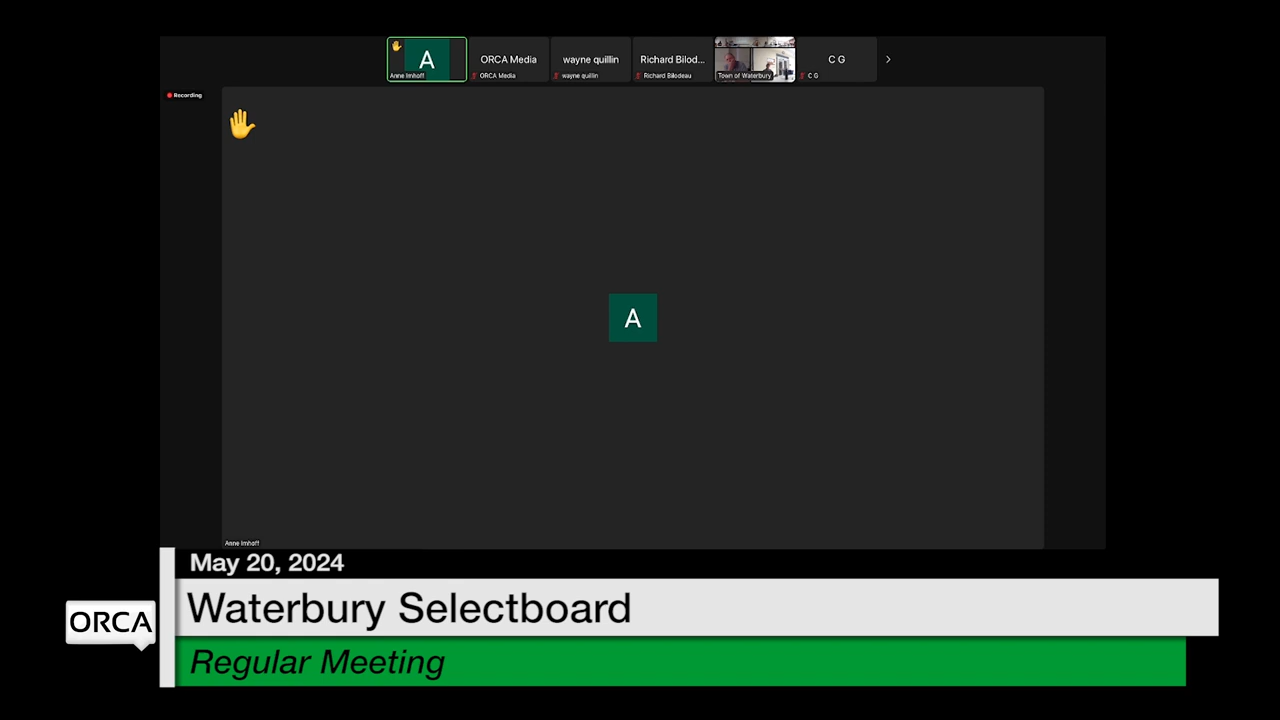 A
Anne Imhoff
ORCA Media
ORCA Media
wayne quillin
wayne quillin
Richard Bilod...
Richard Bilodeau
Town of Waterbury
C G
C G
Recording
A
Anne Imhoff
May 20, 2024
Waterbury Selectboard
ORCA
Regular Meeting